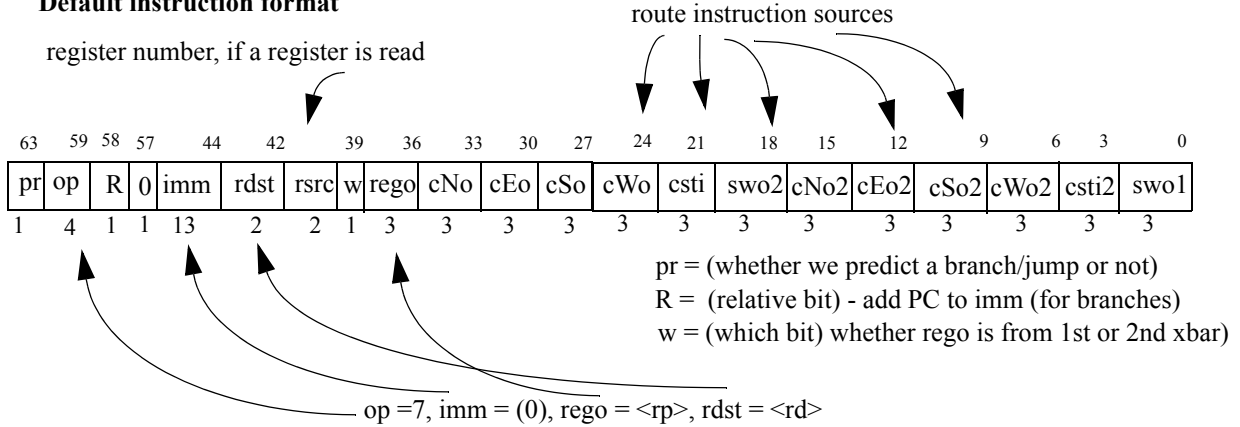 Default instruction format
route instruction sources
register number, if a register is read
63 59 58 57 44 42 39 36 33 30 27 24 21 18 15 12 9 6 3 0
pr op R 0 imm rdst rsrc w rego cNo cEo cSo cWo csti swo2 cNo2 cEo2 cSo2 cWo2 csti2 swo1
1 4 1 1 13 2 2 1 3 3 3 3 3 3 3 3 3 3 3 3 3
pr = (whether we predict a branch/jump or not)
R = (relative bit) - add PC to imm (for branches)
w = (which bit) whether rego is from 1st or 2nd xbar)
op =7, imm = (0), rego = <rp>, rdst = <rd>